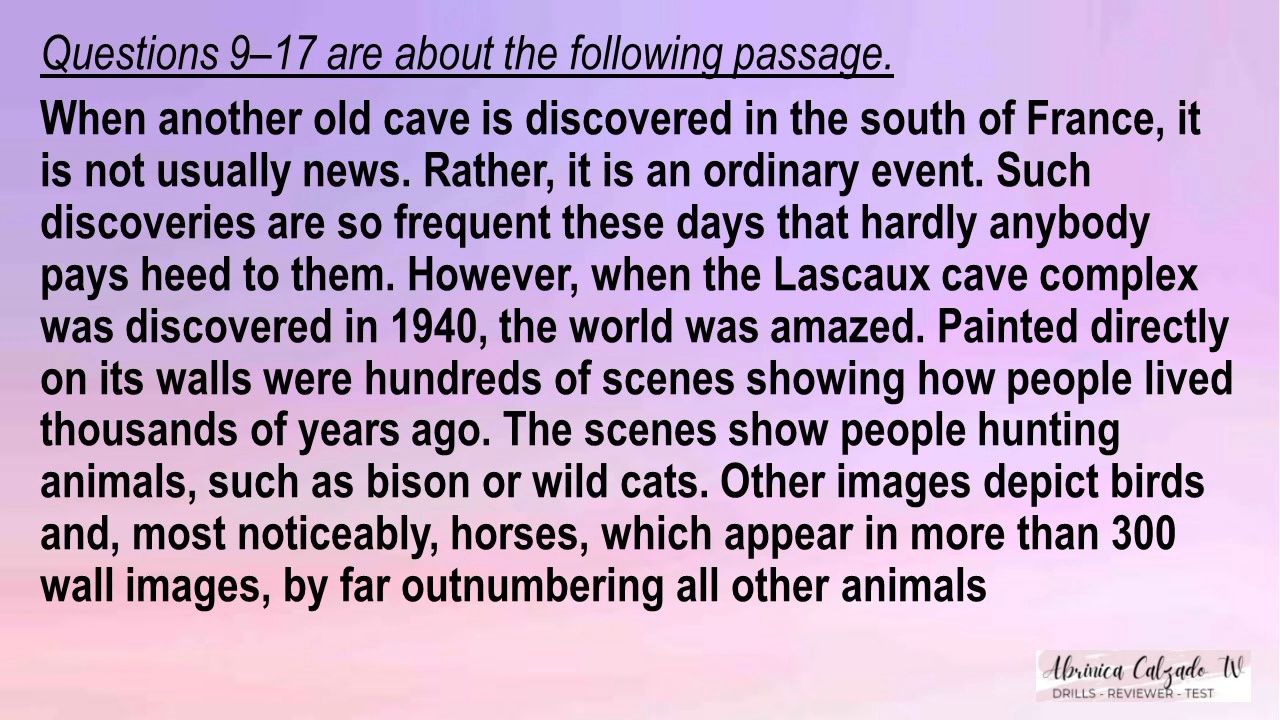 Questions 9–17 are about the following passage.
When another old cave is discovered in the south of France, it
is not usually news. Rather, it is an ordinary event. Such
discoveries are so frequent these days that hardly anybody
pays heed to them. However, when the Lascaux cave complex
was discovered in 1940, the world was amazed. Painted directly
on its walls were hundreds of scenes showing how people lived
thousands of years ago. The scenes show people hunting
animals, such as bison or wild cats. Other images depict birds
and, most noticeably, horses, which appear in more than 300
wall images, by far outnumbering all other animals
Abrinica Calzado TV
DRILLS - REVIEWER - TEST